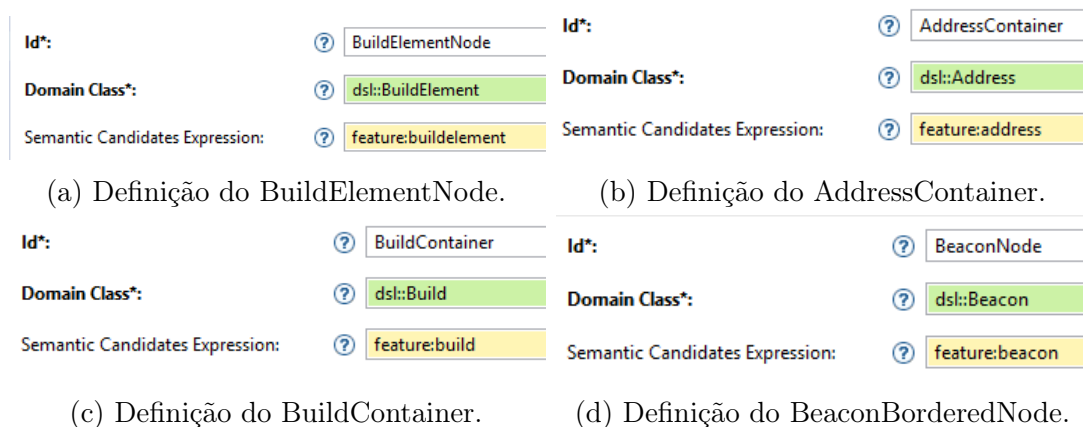 Id*: BuildElementNode
Domain Class*: dsl::BuildElement
Semantic Candidates Expression: feature:buildelement
(a) Definição do BuildElementNode.
Id*: AddressContainer
Domain Class*: dsl::Address
Semantic Candidates Expression: feature:address
(b) Definição do AddressContainer.
Id*: BuildContainer
Domain Class*: dsl::Build
Semantic Candidates Expression: feature:build
(c) Definição do BuildContainer.
Id*: BeaconNode
Domain Class*: dsl::Beacon
Semantic Candidates Expression: feature:beacon
(d) Definição do BeaconBorderedNode.